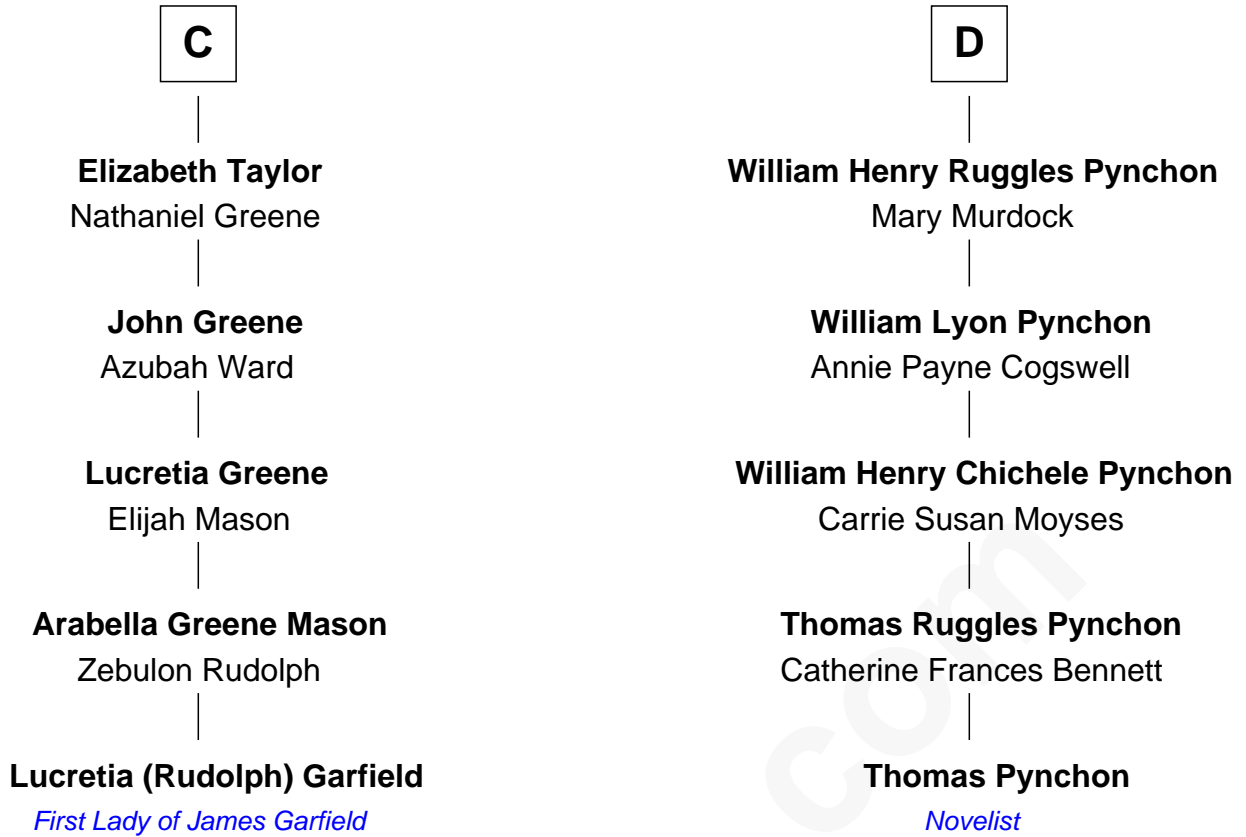 C
Elizabeth Taylor
Nathaniel Greene
John Greene
Azubah Ward
Lucretia Greene
Elijah Mason
Arabella Greene Mason
Zebulon Rudolph
Lucretia (Rudolph) Garfield
First Lady of James Garfield
D
William Henry Ruggles Pynchon
Mary Murdock
William Lyon Pynchon
Annie Payne Cogswell
William Henry Chichele Pynchon
Carrie Susan Moyses
Thomas Ruggles Pynchon
Catherine Frances Bennett
Thomas Pynchon
Novelist
com